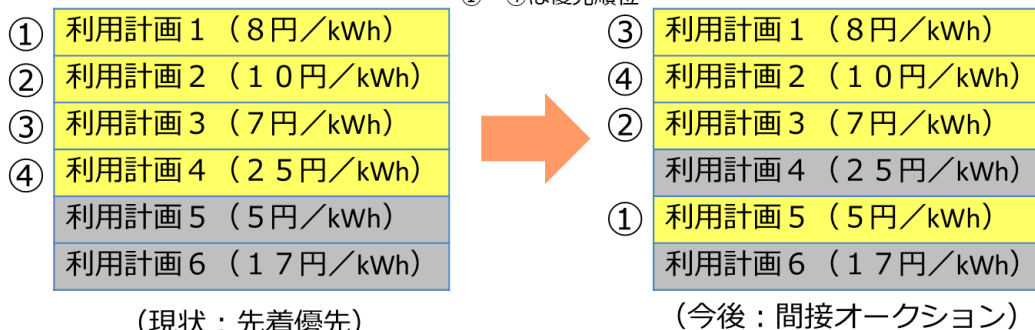 ①～④は優先順位
① 利用計画１（８円／kWh）
② 利用計画２（１０円／kWh）
③ 利用計画３（７円／kWh）
④ 利用計画４（２５円／kWh）
利用計画５（５円／kWh）
利用計画６（１７円／kWh）
（現状：先着優先）
③ 利用計画１（８円／kWh）
④ 利用計画２（１０円／kWh）
② 利用計画３（７円／kWh）
利用計画４（２５円／kWh）
① 利用計画５（５円／kWh）
利用計画６（１７円／kWh）
（今後：間接オークション）